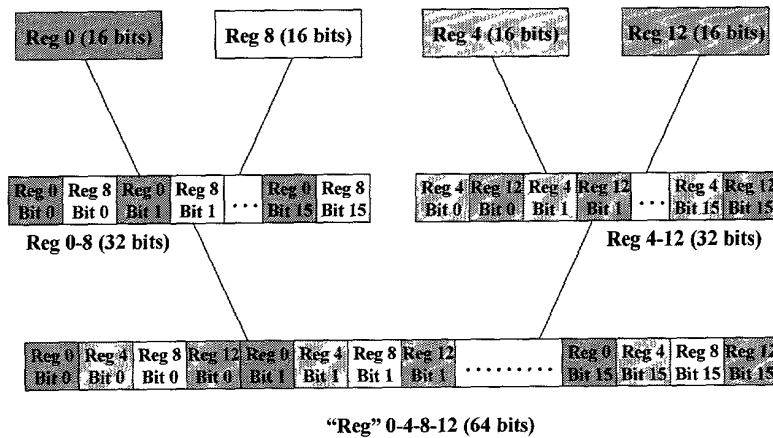 Reg 0 (16 bits) Reg 8 (16 bits) Reg 4 (16 bits) Reg 12 (16 bits)
Reg 0 Reg 8 Reg 0 Reg 8 Reg 0 Reg 8 Reg 4 Reg 12 Reg 4 Reg 12 Reg 4 Reg 12
Bit 0 Bit 0 Bit 1 Bit 1 ... Bit 15 Bit 15 Bit 0 Bit 0 Bit 1 Bit 1 ... Bit 15 Bit 15
Reg 0-8 (32 bits) Reg 4-12 (32 bits)
Reg 0 Reg 4 Reg 8 Reg 12 Reg 0 Reg 4 Reg 8 Reg 12 Reg 0 Reg 4 Reg 8 Reg 12
Bit 0 Bit 0 Bit 0 Bit 0 Bit 1 Bit 1 Bit 1 Bit 1 ......... Bit 15 Bit 15 Bit 15 Bit 15
“Reg” 0-4-8-12 (64 bits)